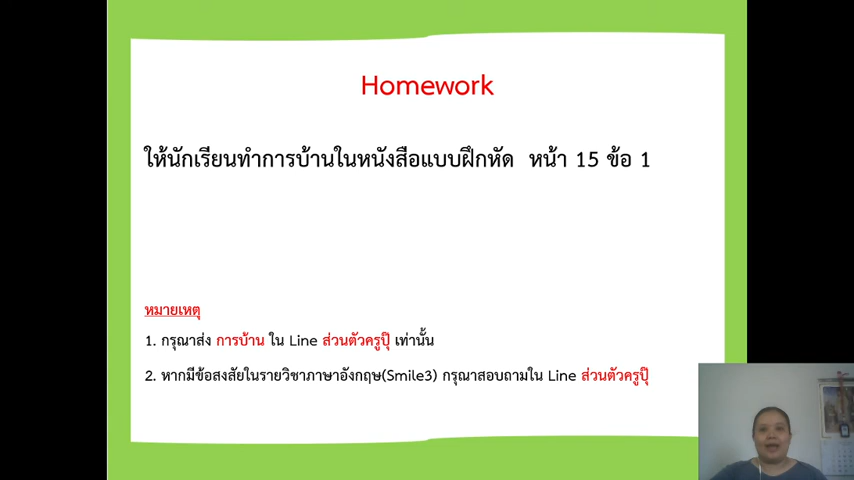 Homework
ให้นักเรียนทำการบ้านในหนังสือแบบฝึกหัด หน้า 15 ข้อ 1
หมายเหตุ
1. กรุณาส่ง การบ้าน ใน Line ส่วนตัวครูปุ๊ เท่านั้น
2. หากมีข้อสงสัยในรายวิชาภาษาอังกฤษ(Smile3) กรุณาสอบถามใน Line ส่วนตัวครูปุ๊